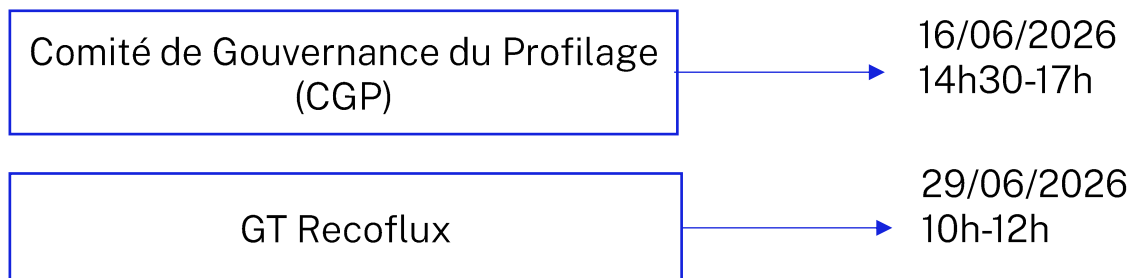 Comité de Gouvernance du Profilage
(CGP)
16/06/2026
14h30-17h
GT Recoflux
29/06/2026
10h-12h